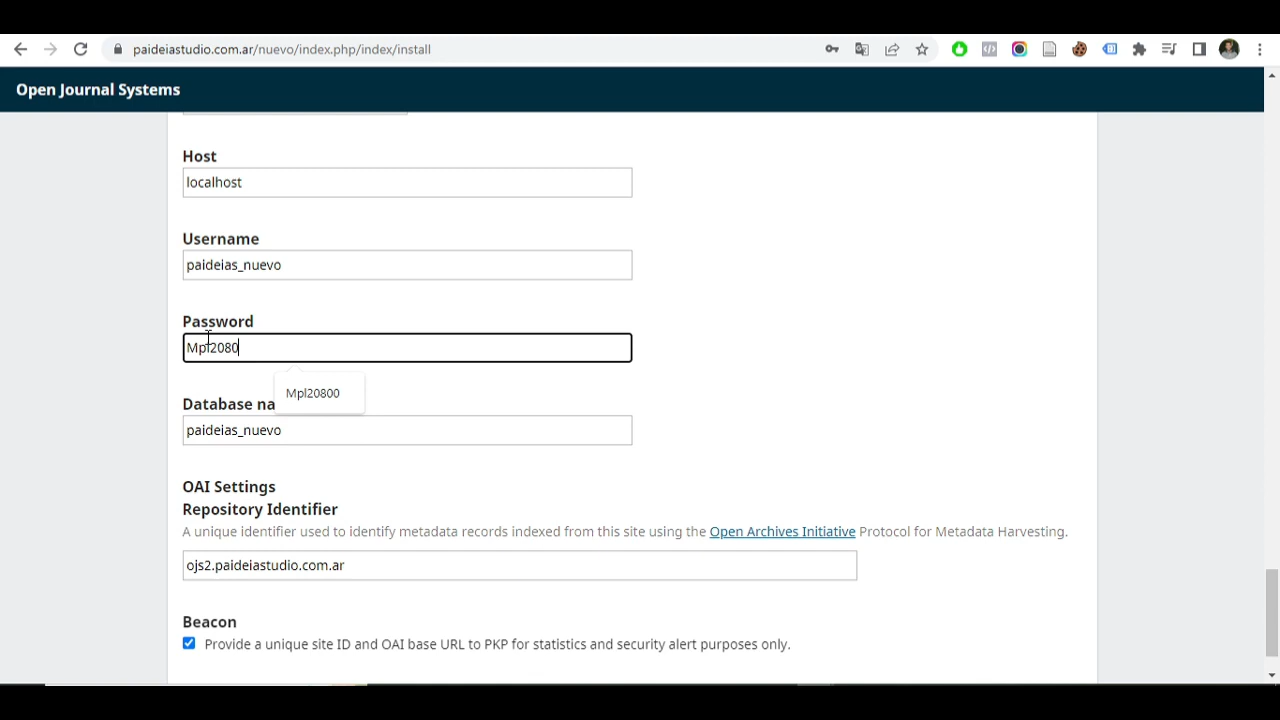 paideiastudio.com.ar/nuevo/index.php/index/install
Open Journal Systems
Host
localhost
Username
paideias_nuevo
Password
Mpl2080
Mpl20800
Database na
paideias_nuevo
OAI Settings
Repository Identifier
A unique identifier used to identify metadata records indexed from this site using the Open Archives Initiative Protocol for Metadata Harvesting.
ojs2.paideiastudio.com.ar
Beacon
Provide a unique site ID and OAI base URL to PKP for statistics and security alert purposes only.